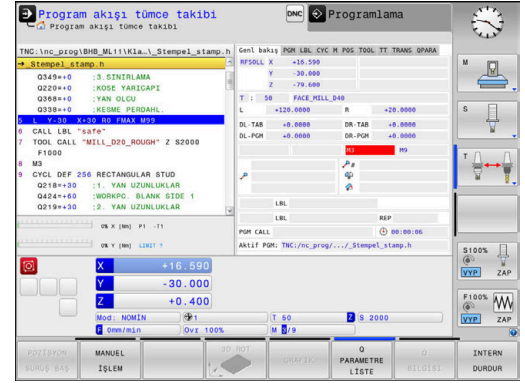 Program akışı tümce takibi
Program akışı tümce takibi
DNC
Programlama
TNC:\nc_prog\BHB_ML11\Kla…\_Stempel_stamp.h
→_Stempel_stamp.h
Q349=+0 ;3.SINIRLAMA
Q220=+0 ;KOSE YARICAPI
Q368=+0 ;YAN OLCU
Q338=+0 ;KESME PERDAHL.
5 L Y-30 X+30 R0 FMAX M99
6 CALL LBL "safe"
7 TOOL CALL "MILL_D20_ROUGH" Z S2000
F1000
8 M3
9 CYCL DEF 256 RECTANGULAR STUD
Q218=+30 ;1. YAN UZUNLUKLAR
Q424=+60 ;WORKPC. BLANK SIDE 1
Q219=+30 ;2. YAN UZUNLUKLAR
0% X [Nm] P1 -T1
0% Y [Nm] LIMIT ?
Genl bakış PGM LBL CYC M POS TOOL TT TRANS QPARA
RFSOLL X +16.590
Y -30.000
Z -79.600
T : 50 FACE_MILL_D40
L +120.0000 R +20.0000
DL-TAB +0.0000 DR-TAB +0.0000
DL-PGM +0.0000 DR-PGM +0.0000
M3 M9
LBL
LBL REP
PGM CALL 00:00:06
Aktif PGM: TNC:/nc_prog/.../_Stempel_stamp.h
X +16.590
Y -30.000
Z +0.400
Mod: NOMİN 1 T 50 Z S 2000
F 0mm/min Ovr 100% M 3/9
M
S
T
S100%
VYP ZAP
F100%
VYP ZAP
POZİSYON
SURUŞ BAŞ
MANUEL
İŞLEM
3D ROT
GRAFİK
Q
PARAMETRE
LİSTE
Q
BİLGİSİ
INTERN
DURDUR